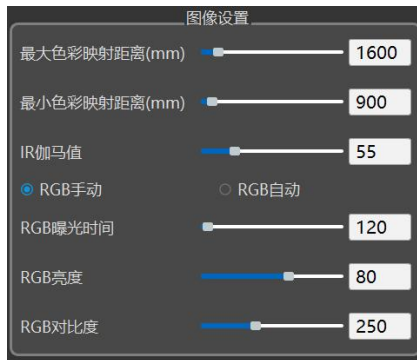 图像设置
最大色彩映射距离(mm) 1600
最小色彩映射距离(mm) 900
IR伽马值 55
RGB手动 RGB自动
RGB曝光时间 120
RGB亮度 80
RGB对比度 250